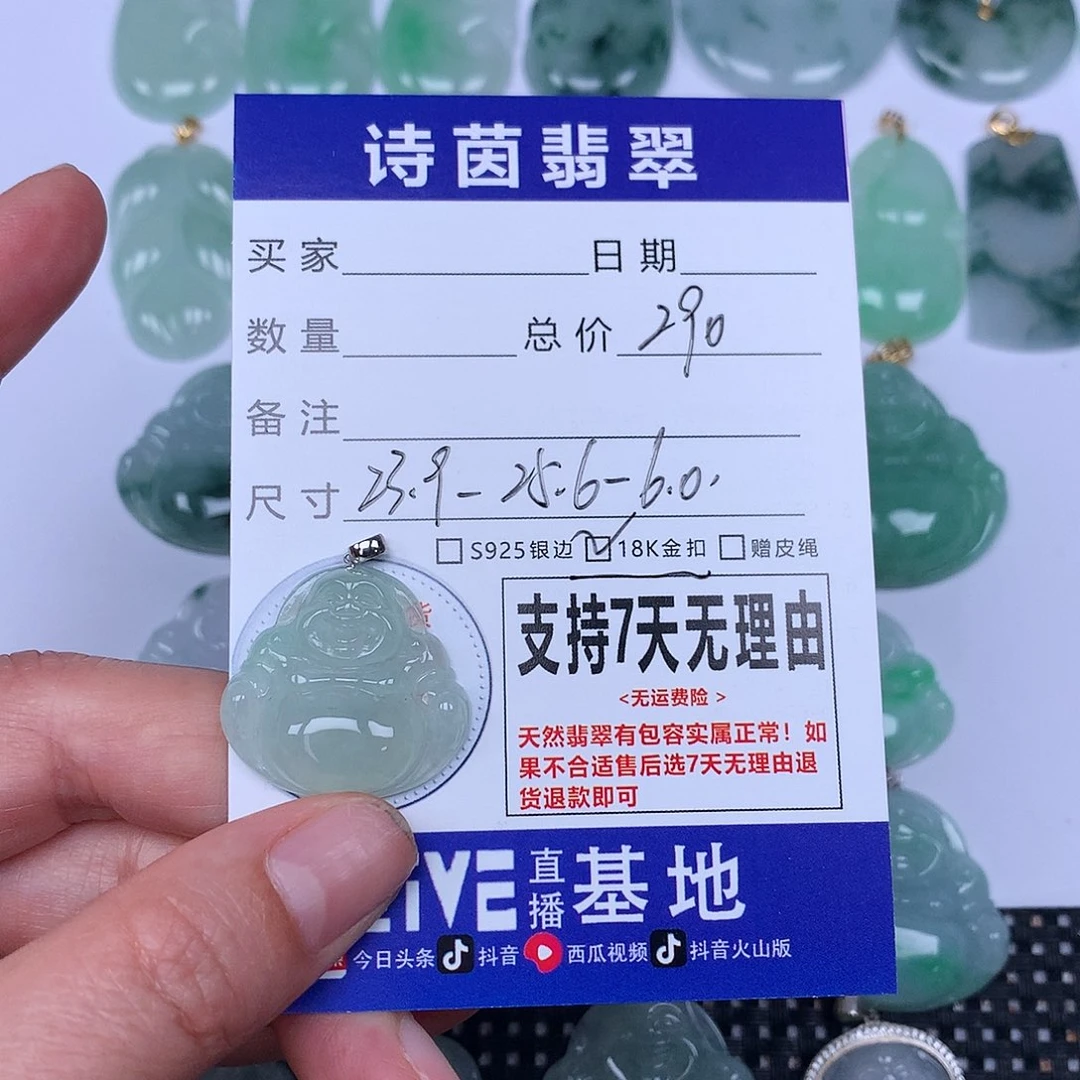 诗茵翡翠
买家 日期
数量 总价 290
备注
尺寸 23.9-25.6-6.0.
S925银边 18K金扣 赠皮绳
支持7天无理由
<无运费险>
天然翡翠有包容实属正常！如
果不合适售后选7天无理由退
货退款即可
LiVE 直播 基地
今日头条 抖音 西瓜视频 抖音火山版